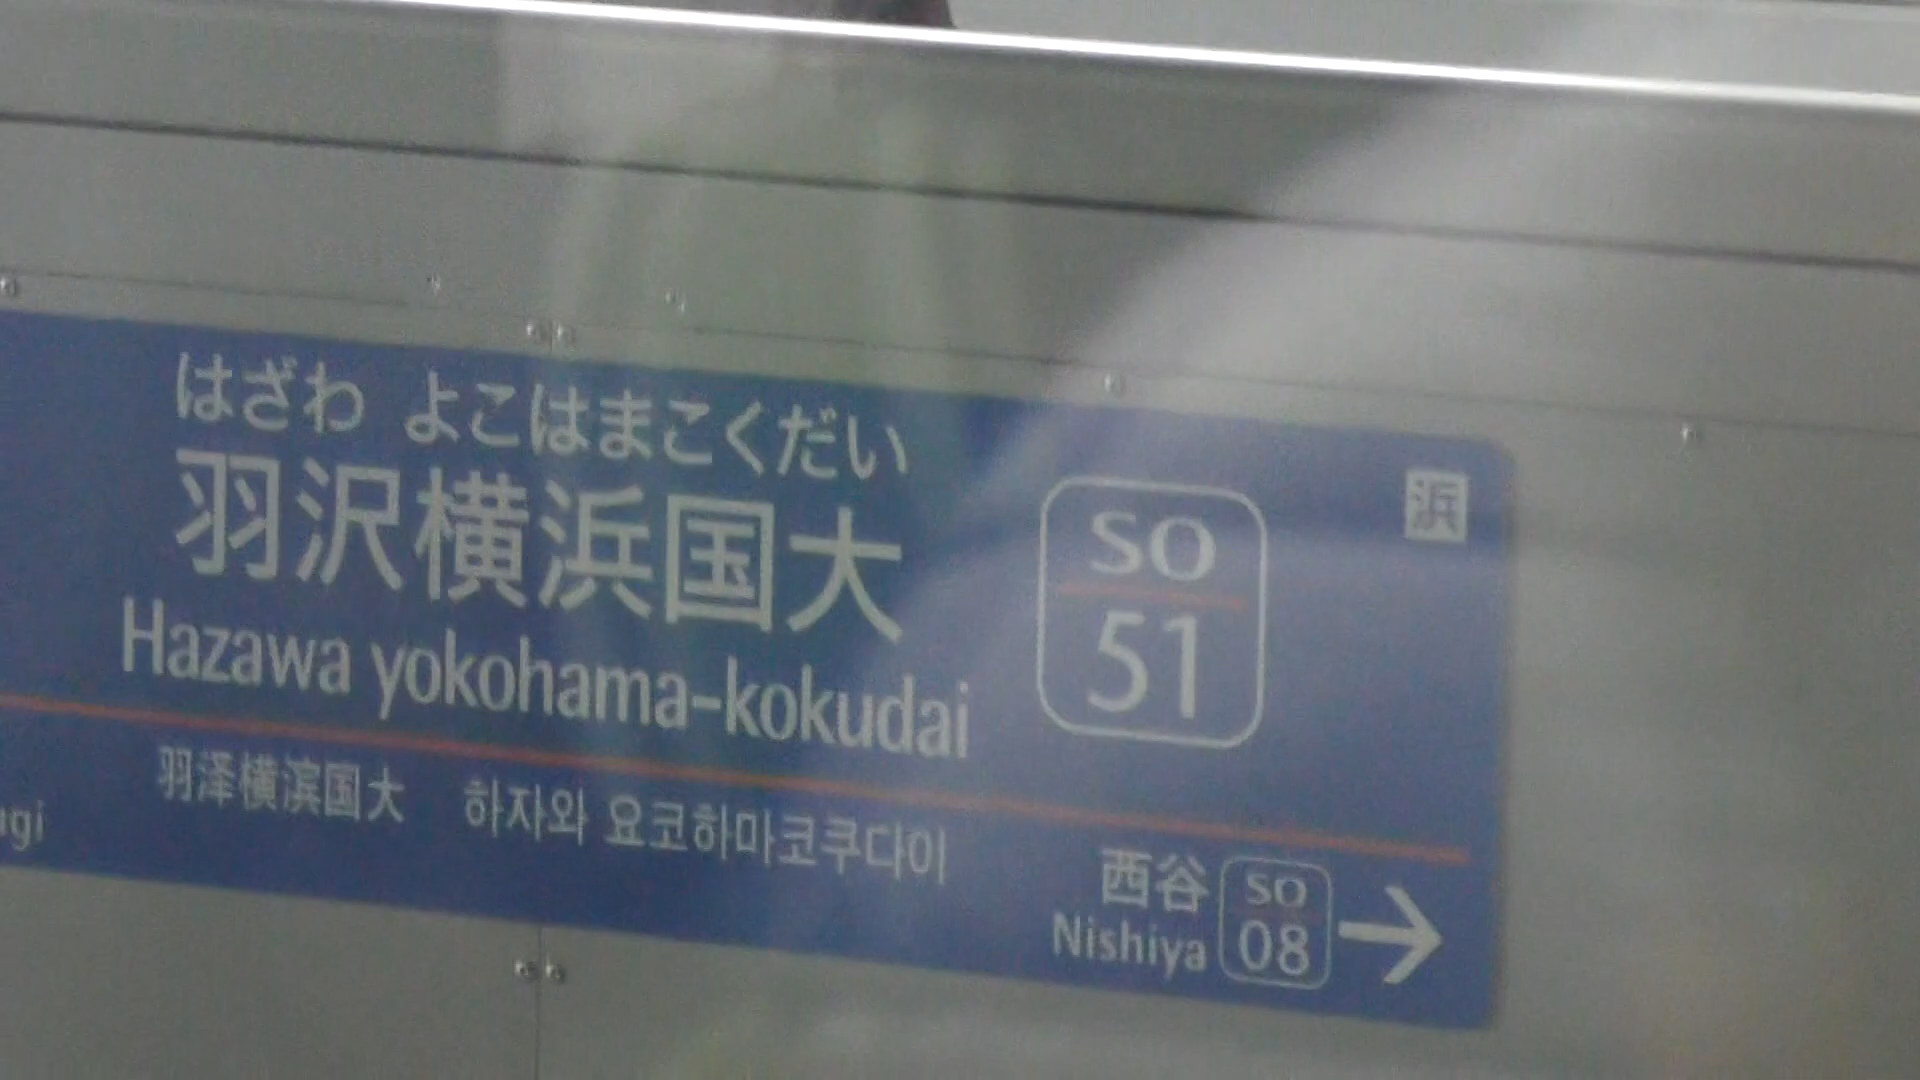 はざわ よこはまこくだい
羽沢横浜国大
Hazawa yokohama-kokudai
SO
51
浜
羽泽横滨国大 하자와 요코하마코쿠다이
西谷
Nishiya
SO
08